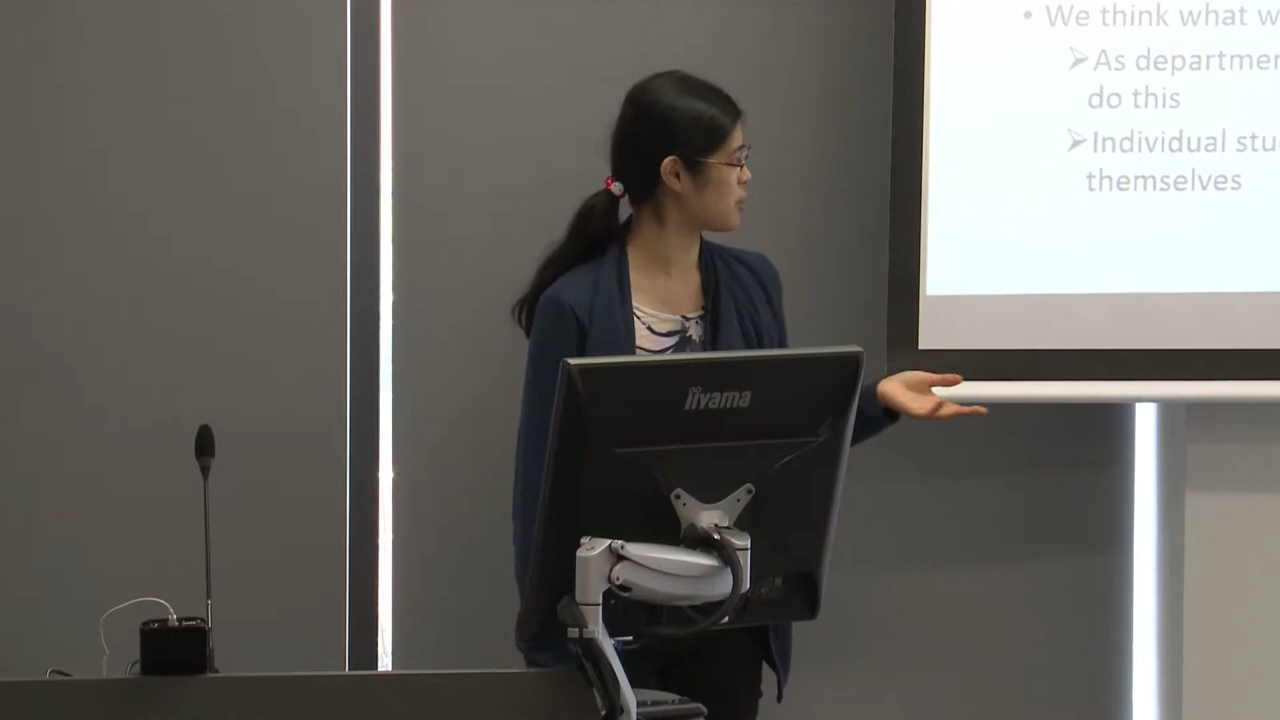 • We think what w
➢As departmen
do this
➢Individual stu
themselves
iiyama